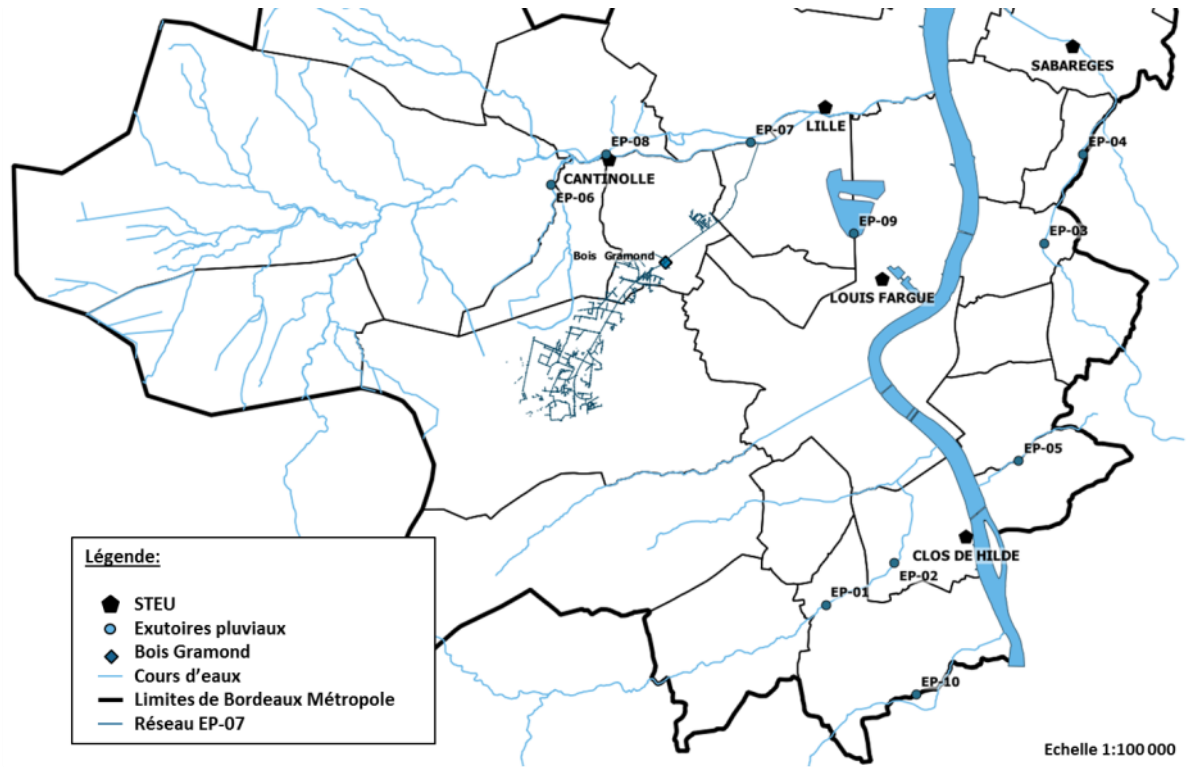 SABAREGES
LILLE
EP-07
EP-08
EP-04
CANTINOLLE
EP-06
EP-09
EP-03
Bois Gramond
LOUIS FARGUE
EP-05
CLOS DE HILDE
EP-02
EP-01
EP-10
Légende:
STEU
Exutoires pluviaux
Bois Gramond
Cours d'eaux
Limites de Bordeaux Métropole
Réseau EP-07
Echelle 1:100 000